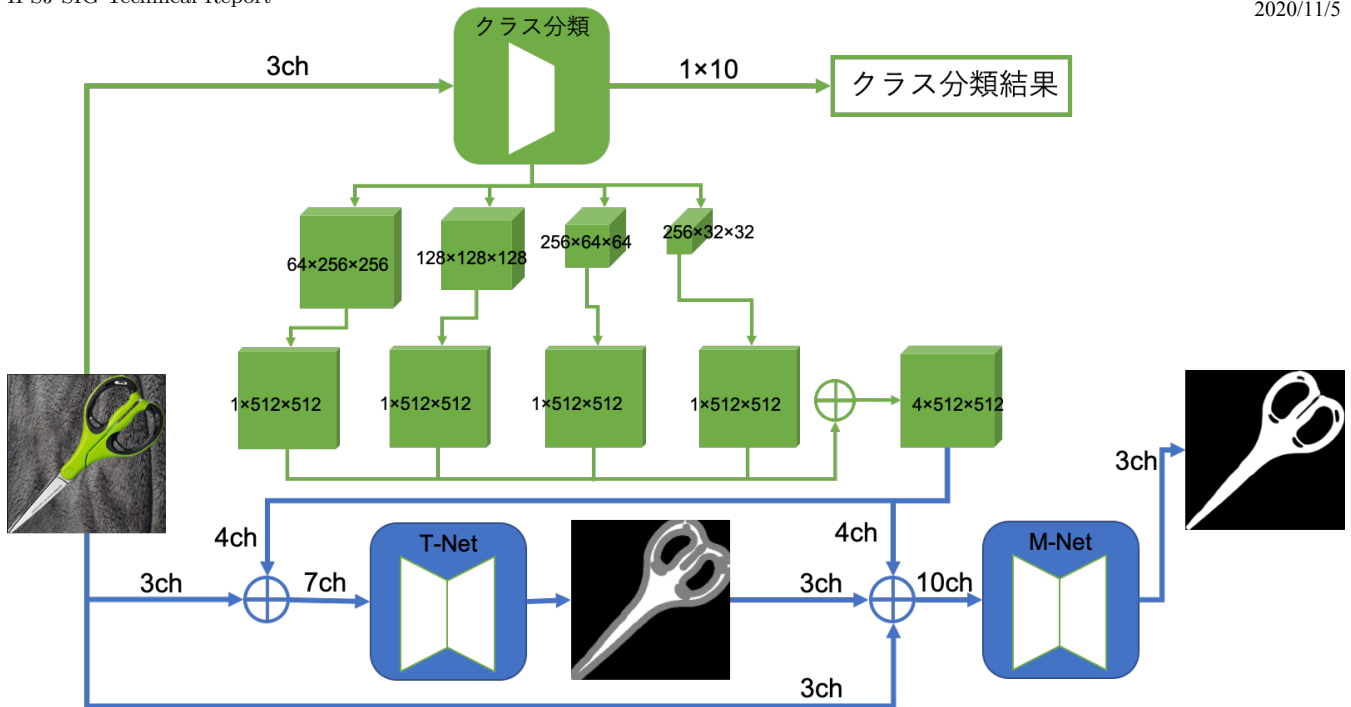 IPSJ SIG Technical Report
2020/11/5
クラス分類
3ch
1×10
クラス分類結果
64×256×256
128×128×128
256×64×64
256×32×32
1×512×512
1×512×512
1×512×512
1×512×512
4×512×512
3ch
4ch
T-Net
4ch
M-Net
3ch
7ch
3ch
10ch
3ch